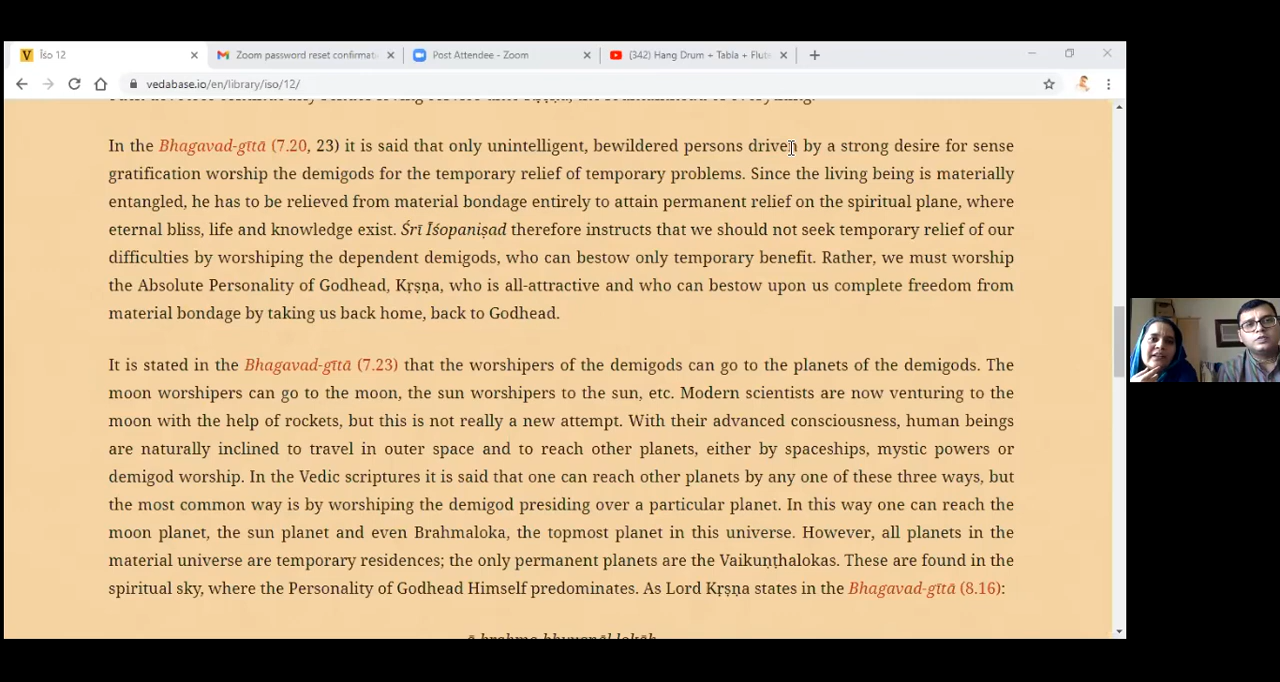 Īśo 12
Zoom password reset confirmati
Post Attendee - Zoom
(342) Hang Drum + Tabla + Flute
vedabase.io/en/library/iso/12/
In the Bhagavad-gītā (7.20, 23) it is said that only unintelligent, bewildered persons driven by a strong desire for sense
gratification worship the demigods for the temporary relief of temporary problems. Since the living being is materially
entangled, he has to be relieved from material bondage entirely to attain permanent relief on the spiritual plane, where
eternal bliss, life and knowledge exist. Śrī Īśopaniṣad therefore instructs that we should not seek temporary relief of our
difficulties by worshiping the dependent demigods, who can bestow only temporary benefit. Rather, we must worship
the Absolute Personality of Godhead, Kṛṣṇa, who is all-attractive and who can bestow upon us complete freedom from
material bondage by taking us back home, back to Godhead.
It is stated in the Bhagavad-gītā (7.23) that the worshipers of the demigods can go to the planets of the demigods. The
moon worshipers can go to the moon, the sun worshipers to the sun, etc. Modern scientists are now venturing to the
moon with the help of rockets, but this is not really a new attempt. With their advanced consciousness, human beings
are naturally inclined to travel in outer space and to reach other planets, either by spaceships, mystic powers or
demigod worship. In the Vedic scriptures it is said that one can reach other planets by any one of these three ways, but
the most common way is by worshiping the demigod presiding over a particular planet. In this way one can reach the
moon planet, the sun planet and even Brahmaloka, the topmost planet in this universe. However, all planets in the
material universe are temporary residences; the only permanent planets are the Vaikuṇṭhalokas. These are found in the
spiritual sky, where the Personality of Godhead Himself predominates. As Lord Kṛṣṇa states in the Bhagavad-gītā (8.16):